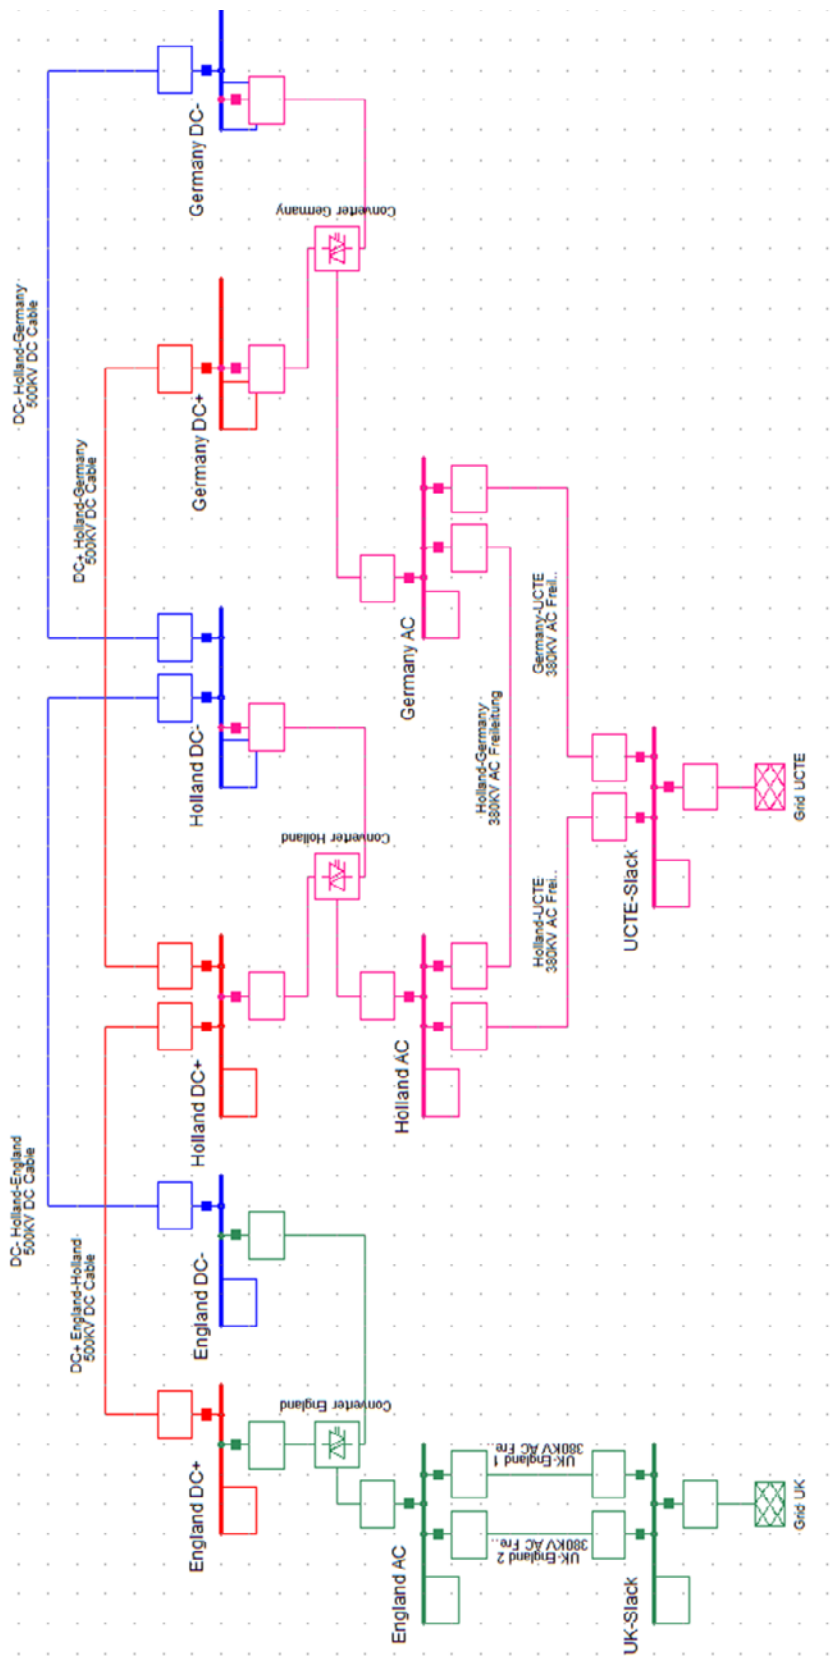 DC- Holland-Germany
500KV DC Cable
DC+ Holland-Germany
500KV DC Cable
DC- Holland-England
500KV DC Cable
DC+ England-Holland
500KV DC Cable
Germany DC-
Germany DC+
Holland DC-
Holland DC+
England DC-
England DC+
Converter Germany
Converter Holland
Converter England
Germany AC
Holland AC
England AC
Germany-UCTE
380KV AC Freil..
Holland-Germany
380KV AC Freileitung
Holland-UCTE
380KV AC Frei..
UK-England 1
380KV AC Fre...
UK-England 2
380KV AC Fre...
UCTE-Slack
UK-Slack
Grid UCTE
Grid UK